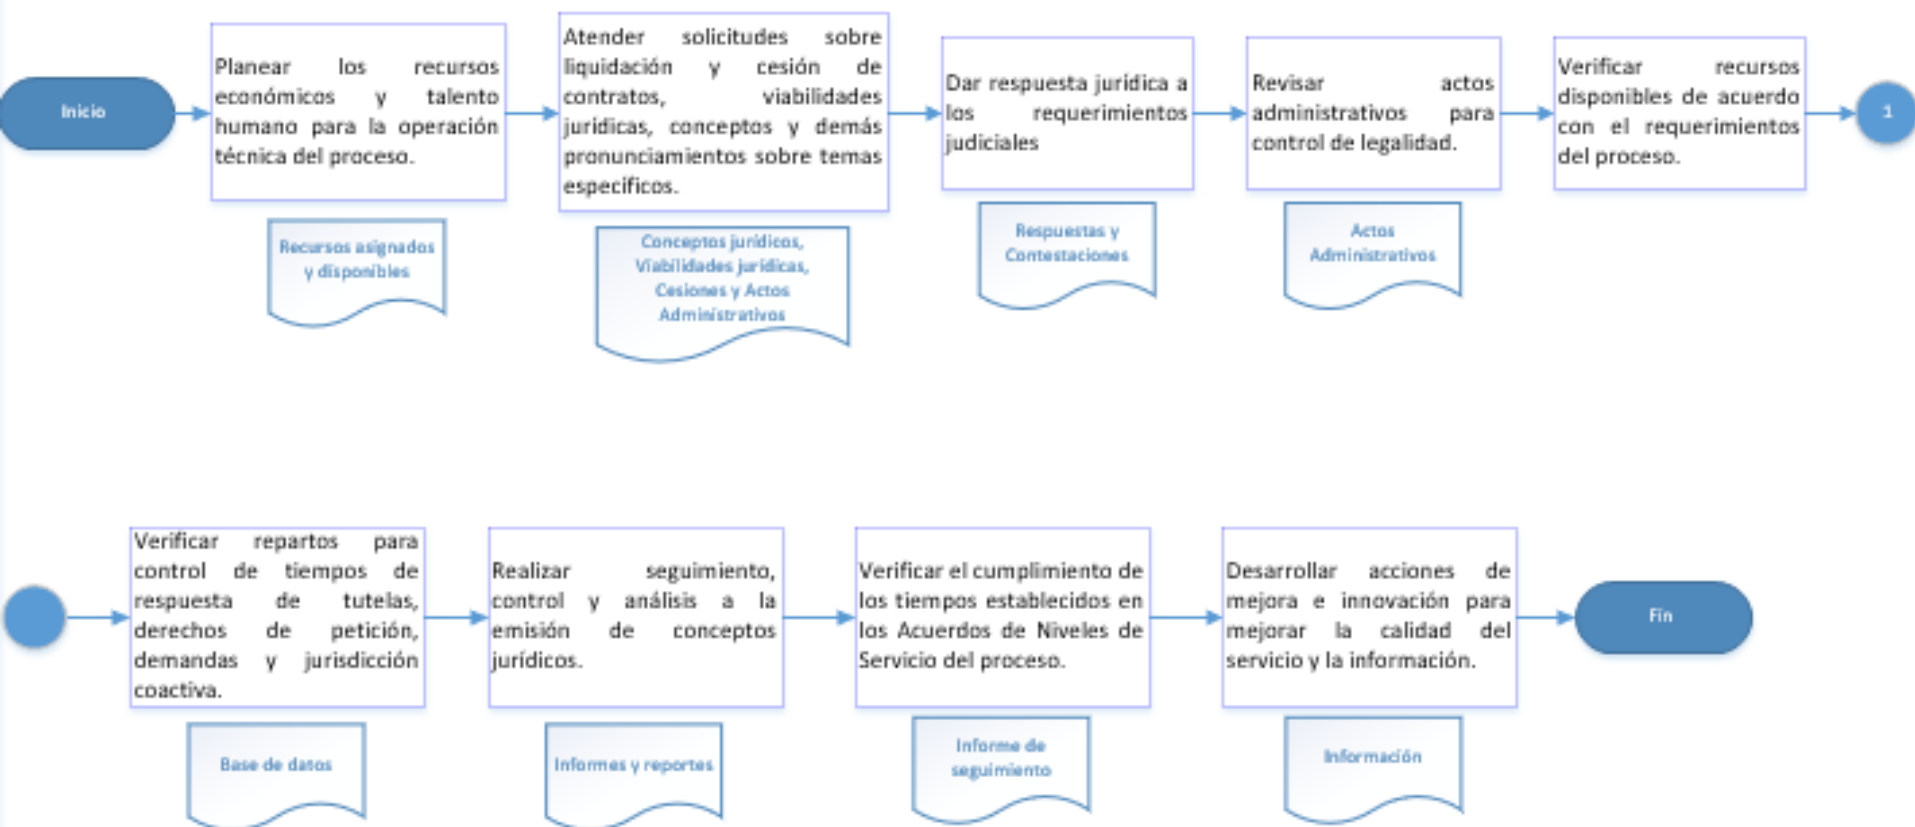 Inicio
Planear los recursos
económicos y talento
humano para la operación
técnica del proceso.
Atender solicitudes sobre
liquidación y cesión de
contratos, viabilidades
jurídicas, conceptos y demás
pronunciamientos sobre temas
específicos.
Dar respuesta jurídica a
los requerimientos
judiciales
Revisar actos
administrativos para
control de legalidad.
Verificar recursos
disponibles de acuerdo
con el requerimientos
del proceso.
1
Recursos asignados
y disponibles
Conceptos jurídicos,
Viabilidades jurídicas,
Cesiones y Actos
Administrativos
Respuestas y
Contestaciones
Actos
Administrativos
Verificar repartos para
control de tiempos de
respuesta de tutelas,
derechos de petición,
demandas y jurisdicción
coactiva.
Realizar seguimiento,
control y análisis a la
emisión de conceptos
jurídicos.
Verificar el cumplimiento de
los tiempos establecidos en
los Acuerdos de Niveles de
Servicio del proceso.
Desarrollar acciones de
mejora e innovación para
mejorar la calidad del
servicio y la información.
Fin
Base de datos
Informes y reportes
Informe de
seguimiento
Información